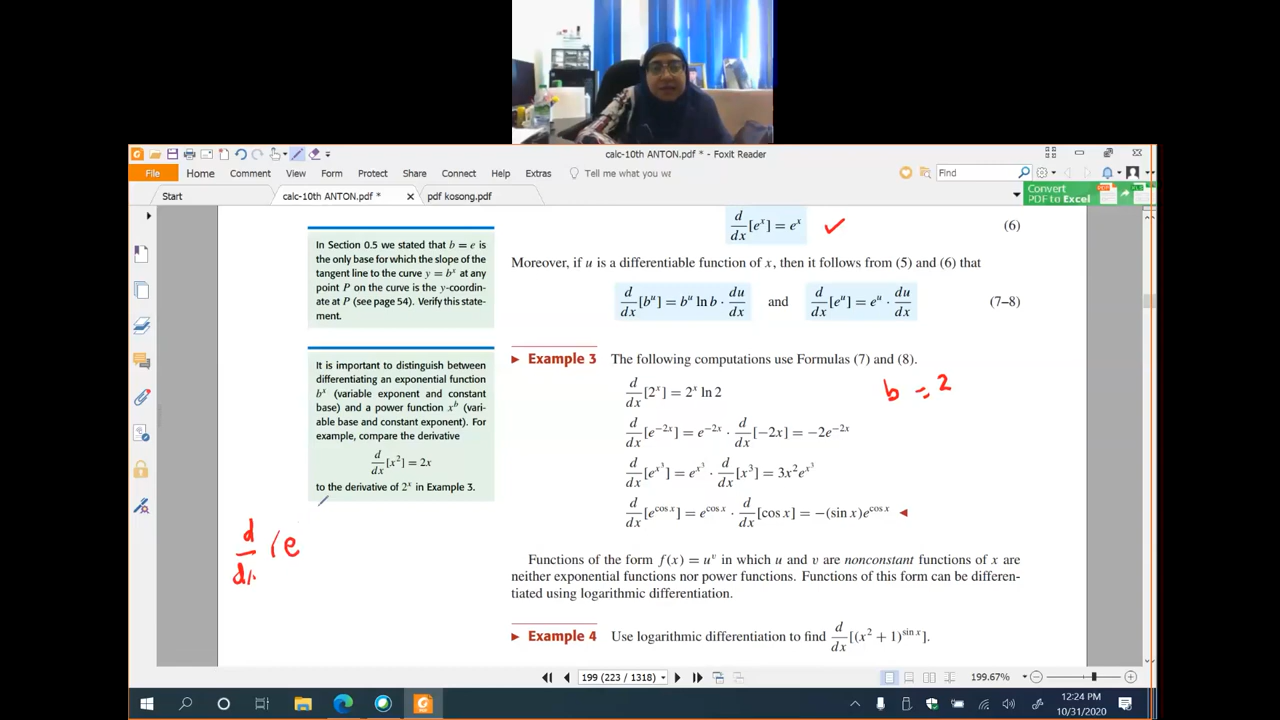 calc-10th ANTON.pdf * - Foxit Reader
File Home Comment View Form Protect Share Connect Help Extras Tell me what you wa Find
Start calc-10th ANTON.pdf * pdf kosong.pdf
Convert
PDF to Excel
d/dx[e^x] = e^x ✓ (6)
Moreover, if u is a differentiable function of x, then it follows from (5) and (6) that
d/dx[b^u] = b^u ln b · du/dx and d/dx[e^u] = e^u · du/dx (7–8)
In Section 0.5 we stated that b = e is
the only base for which the slope of the
tangent line to the curve y = b^x at any
point P on the curve is the y-coordin-
ate at P (see page 54). Verify this state-
ment.
It is important to distinguish between
differentiating an exponential function
b^x (variable exponent and constant
base) and a power function x^b (vari-
able base and constant exponent). For
example, compare the derivative
d/dx[x^2] = 2x
to the derivative of 2^x in Example 3.
► Example 3 The following computations use Formulas (7) and (8).
d/dx[2^x] = 2^x ln 2
b = 2
d/dx[e^{-2x}] = e^{-2x} · d/dx[-2x] = -2e^{-2x}
d/dx[e^{x^3}] = e^{x^3} · d/dx[x^3] = 3x^2e^{x^3}
d/dx[e^{cos x}] = e^{cos x} · d/dx[cos x] = -(sin x)e^{cos x} ◄
d/dx (e
Functions of the form f(x) = u^v in which u and v are nonconstant functions of x are
neither exponential functions nor power functions. Functions of this form can be differen-
tiated using logarithmic differentiation.
► Example 4 Use logarithmic differentiation to find d/dx[(x^2 + 1)^{sin x}].
199 (223 / 1318) 199.67%
12:24 PM
10/31/2020